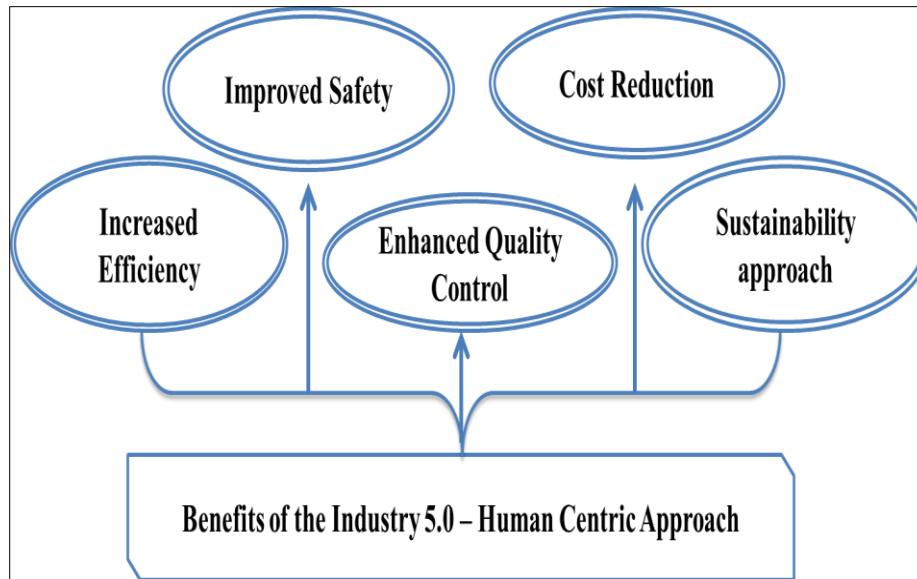 Improved Safety
Cost Reduction
Increased
Efficiency
Enhanced Quality
Control
Sustainability
approach
Benefits of the Industry 5.0 – Human Centric Approach